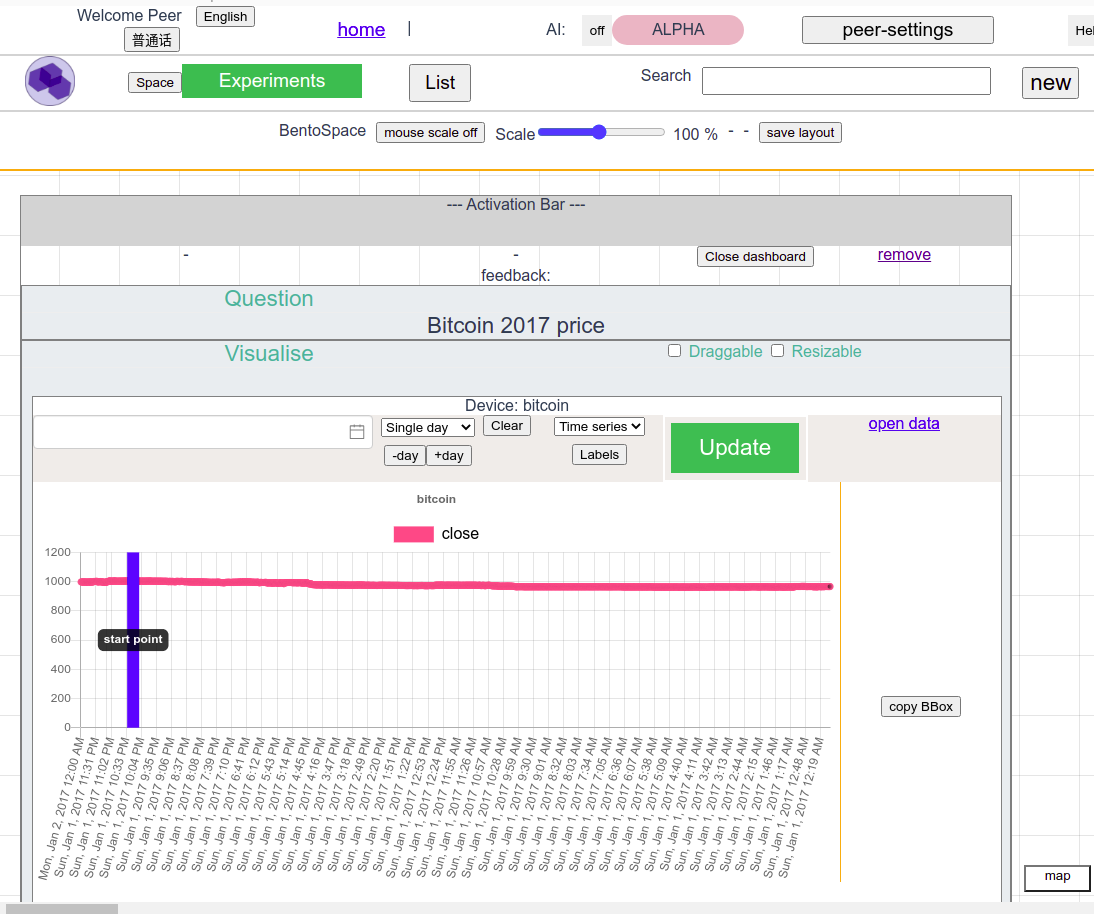 Welcome Peer English
普通话
home |
AI: off ALPHA
peer-settings
Space Experiments List Search new
BentoSpace mouse scale off Scale 100 % - - save layout
--- Activation Bar ---
- - Close dashboard remove
feedback:
Question
Bitcoin 2017 price
Visualise Draggable Resizable
Device: bitcoin
Single day Clear Time series Update open data
-day +day Labels
bitcoin
close
1200
1000
800
600
400
200
0
start point
copy BBox
Mon, Jan 2, 2017 12:00 AM
Sun, Jan 1, 2017 11:31 PM
Sun, Jan 1, 2017 11:02 PM
Sun, Jan 1, 2017 10:33 PM
Sun, Jan 1, 2017 10:04 PM
Sun, Jan 1, 2017 9:35 PM
Sun, Jan 1, 2017 9:06 PM
Sun, Jan 1, 2017 8:37 PM
Sun, Jan 1, 2017 8:08 PM
Sun, Jan 1, 2017 7:39 PM
Sun, Jan 1, 2017 7:10 PM
Sun, Jan 1, 2017 6:41 PM
Sun, Jan 1, 2017 6:12 PM
Sun, Jan 1, 2017 5:43 PM
Sun, Jan 1, 2017 5:14 PM
Sun, Jan 1, 2017 4:45 PM
Sun, Jan 1, 2017 4:16 PM
Sun, Jan 1, 2017 3:47 PM
Sun, Jan 1, 2017 3:18 PM
Sun, Jan 1, 2017 2:49 PM
Sun, Jan 1, 2017 2:20 PM
Sun, Jan 1, 2017 1:51 PM
Sun, Jan 1, 2017 1:22 PM
Sun, Jan 1, 2017 12:53 PM
Sun, Jan 1, 2017 12:24 PM
Sun, Jan 1, 2017 11:55 AM
Sun, Jan 1, 2017 11:26 AM
Sun, Jan 1, 2017 10:57 AM
Sun, Jan 1, 2017 10:28 AM
Sun, Jan 1, 2017 9:59 AM
Sun, Jan 1, 2017 9:30 AM
Sun, Jan 1, 2017 9:01 AM
Sun, Jan 1, 2017 8:32 AM
Sun, Jan 1, 2017 8:03 AM
Sun, Jan 1, 2017 7:34 AM
Sun, Jan 1, 2017 7:05 AM
Sun, Jan 1, 2017 6:36 AM
Sun, Jan 1, 2017 6:07 AM
Sun, Jan 1, 2017 5:38 AM
Sun, Jan 1, 2017 5:09 AM
Sun, Jan 1, 2017 4:40 AM
Sun, Jan 1, 2017 4:11 AM
Sun, Jan 1, 2017 3:42 AM
Sun, Jan 1, 2017 3:13 AM
Sun, Jan 1, 2017 2:44 AM
Sun, Jan 1, 2017 2:15 AM
Sun, Jan 1, 2017 1:46 AM
Sun, Jan 1, 2017 1:17 AM
Sun, Jan 1, 2017 12:48 AM
Sun, Jan 1, 2017 12:19 AM
map